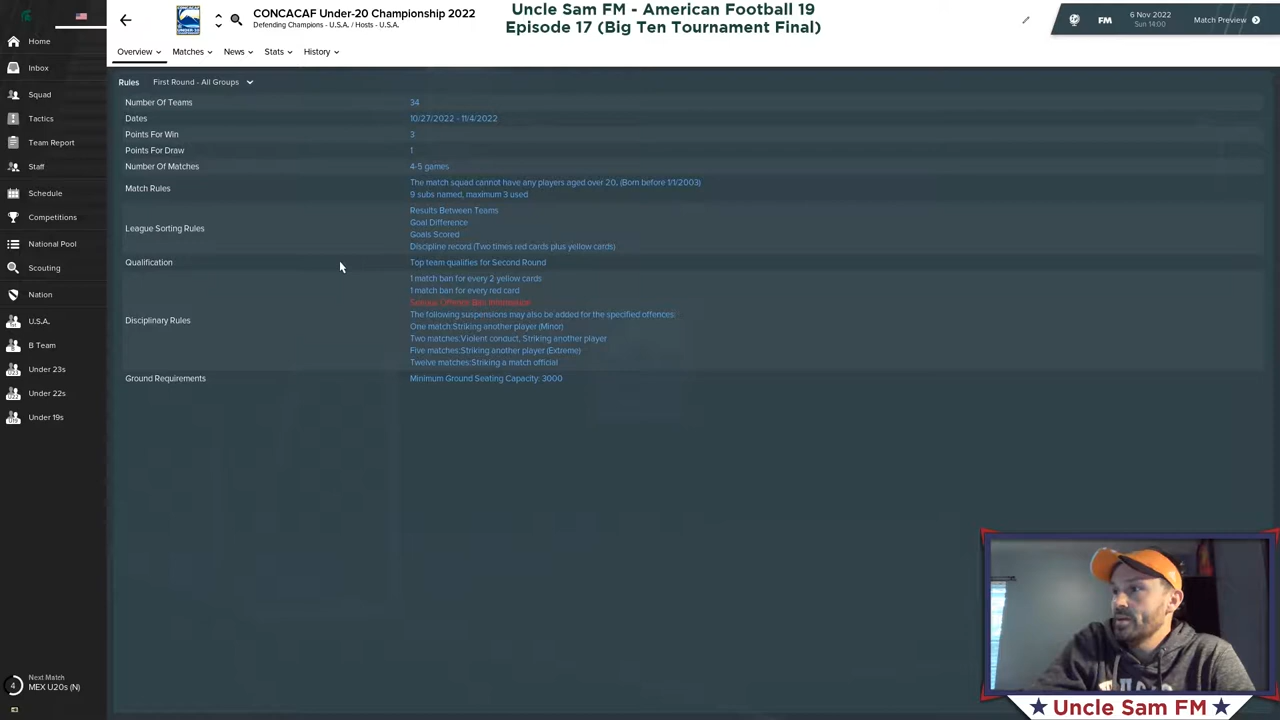 CONCACAF Under-20 Championship 2022
Defending Champions - U.S.A. / Hosts - U.S.A.
Uncle Sam FM - American Football 19
Episode 17 (Big Ten Tournament Final)
FM
6 Nov 2022
Sun 14:00
Match Preview
Overview
Matches
News
Stats
History
Home
Inbox
Squad
Tactics
Team Report
Staff
Schedule
Competitions
National Pool
Scouting
Nation
U.S.A.
B Team
Under 23s
Under 22s
Under 19s
Next Match
4 MEX U20s (N)
Rules First Round - All Groups
Number Of Teams 34
Dates 10/27/2022 - 11/4/2022
Points For Win 3
Points For Draw 1
Number Of Matches 4-5 games
Match Rules The match squad cannot have any players aged over 20. (Born before 1/1/2003)
9 subs named, maximum 3 used
League Sorting Rules Results Between Teams
Goal Difference
Goals Scored
Discipline record (Two times red cards plus yellow cards)
Qualification Top team qualifies for Second Round
Disciplinary Rules 1 match ban for every 2 yellow cards
1 match ban for every red card
Serious Offence Ban Information
The following suspensions may also be added for the specified offences:
One match:Striking another player (Minor)
Two matches:Violent conduct, Striking another player
Five matches:Striking another player (Extreme)
Twelve matches:Striking a match official
Ground Requirements Minimum Ground Seating Capacity: 3000
Uncle Sam FM